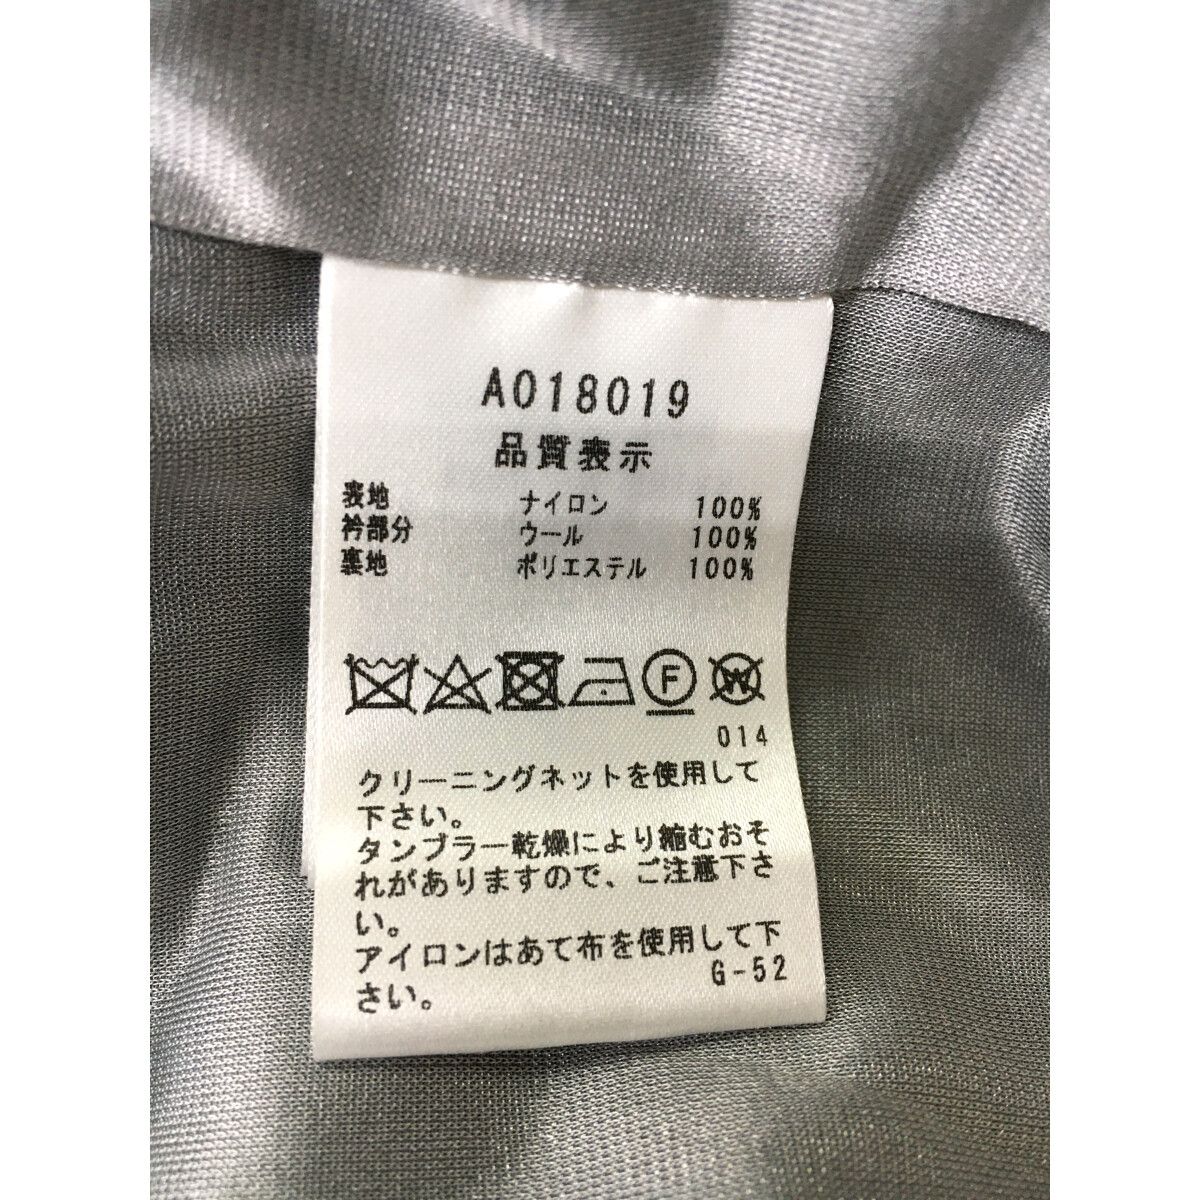 A018019
品質表示
表地 ナイロン 100%
衿部分 ウール 100%
裏地 ポリエステル 100%
F W
014
クリーニングネットを使用して
下さい。
タンブラー乾燥により縮むおそ
れがありますので、ご注意下さ
い。
アイロンはあて布を使用して下
さい。 G-52